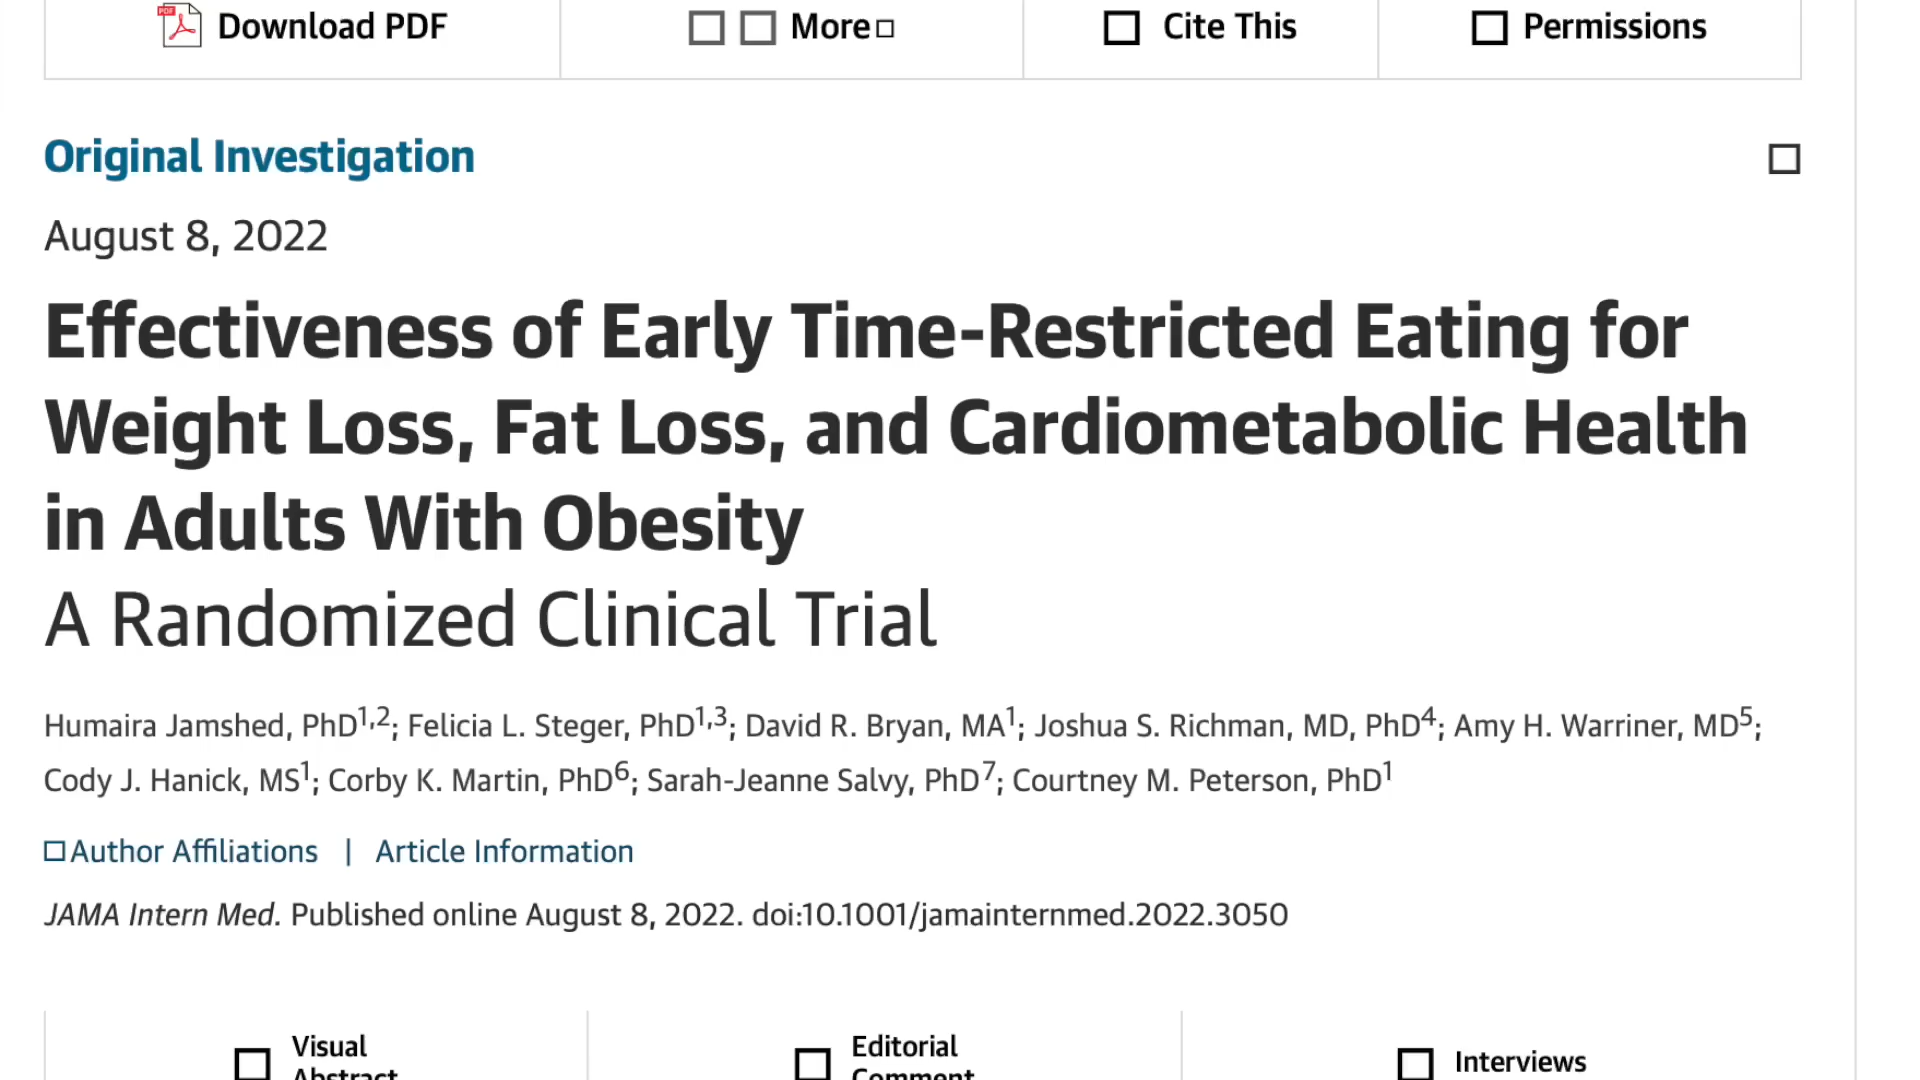 Download PDF
More
Cite This
Permissions
Original Investigation
August 8, 2022
Effectiveness of Early Time-Restricted Eating for
Weight Loss, Fat Loss, and Cardiometabolic Health
in Adults With Obesity
A Randomized Clinical Trial
Humaira Jamshed, PhD1,2; Felicia L. Steger, PhD1,3; David R. Bryan, MA1; Joshua S. Richman, MD, PhD4; Amy H. Warriner, MD5;
Cody J. Hanick, MS1; Corby K. Martin, PhD6; Sarah-Jeanne Salvy, PhD7; Courtney M. Peterson, PhD1
Author Affiliations | Article Information
JAMA Intern Med. Published online August 8, 2022. doi:10.1001/jamainternmed.2022.3050
Visual
Abstract
Editorial
Comment
Interviews